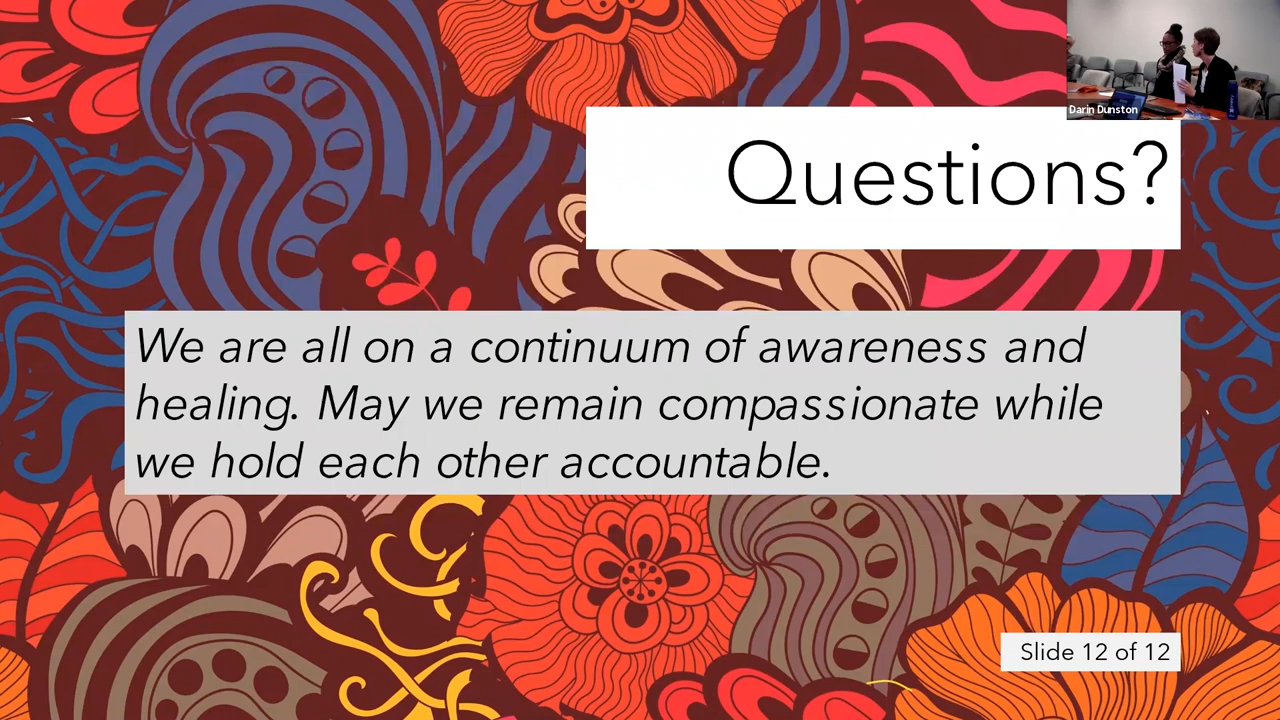 Darin Dunston
Questions?
We are all on a continuum of awareness and
healing. May we remain compassionate while
we hold each other accountable.
Slide 12 of 12